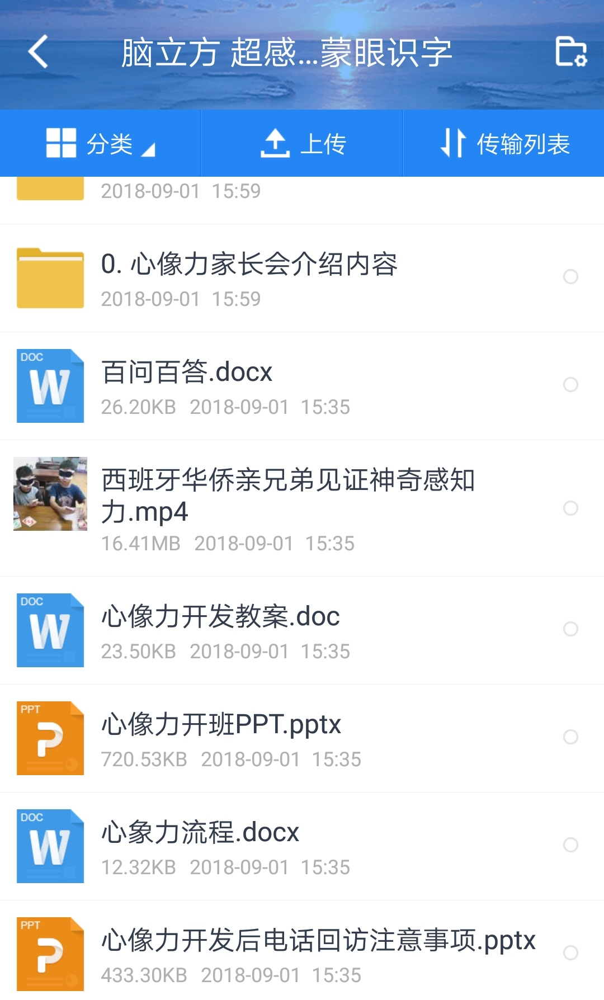 脑立方 超感...蒙眼识字
分类
上传
传输列表
2018-09-01 15:59
0. 心像力家长会介绍内容
2018-09-01 15:59
DOC
百问百答.docx
26.20KB 2018-09-01 15:35
西班牙华侨亲兄弟见证神奇感知
力.mp4
16.41MB 2018-09-01 15:35
DOC
心像力开发教案.doc
23.50KB 2018-09-01 15:35
PPT
心像力开班PPT.pptx
720.53KB 2018-09-01 15:35
DOC
心象力流程.docx
12.32KB 2018-09-01 15:35
PPT
心像力开发后电话回访注意事项.pptx
433.30KB 2018-09-01 15:35